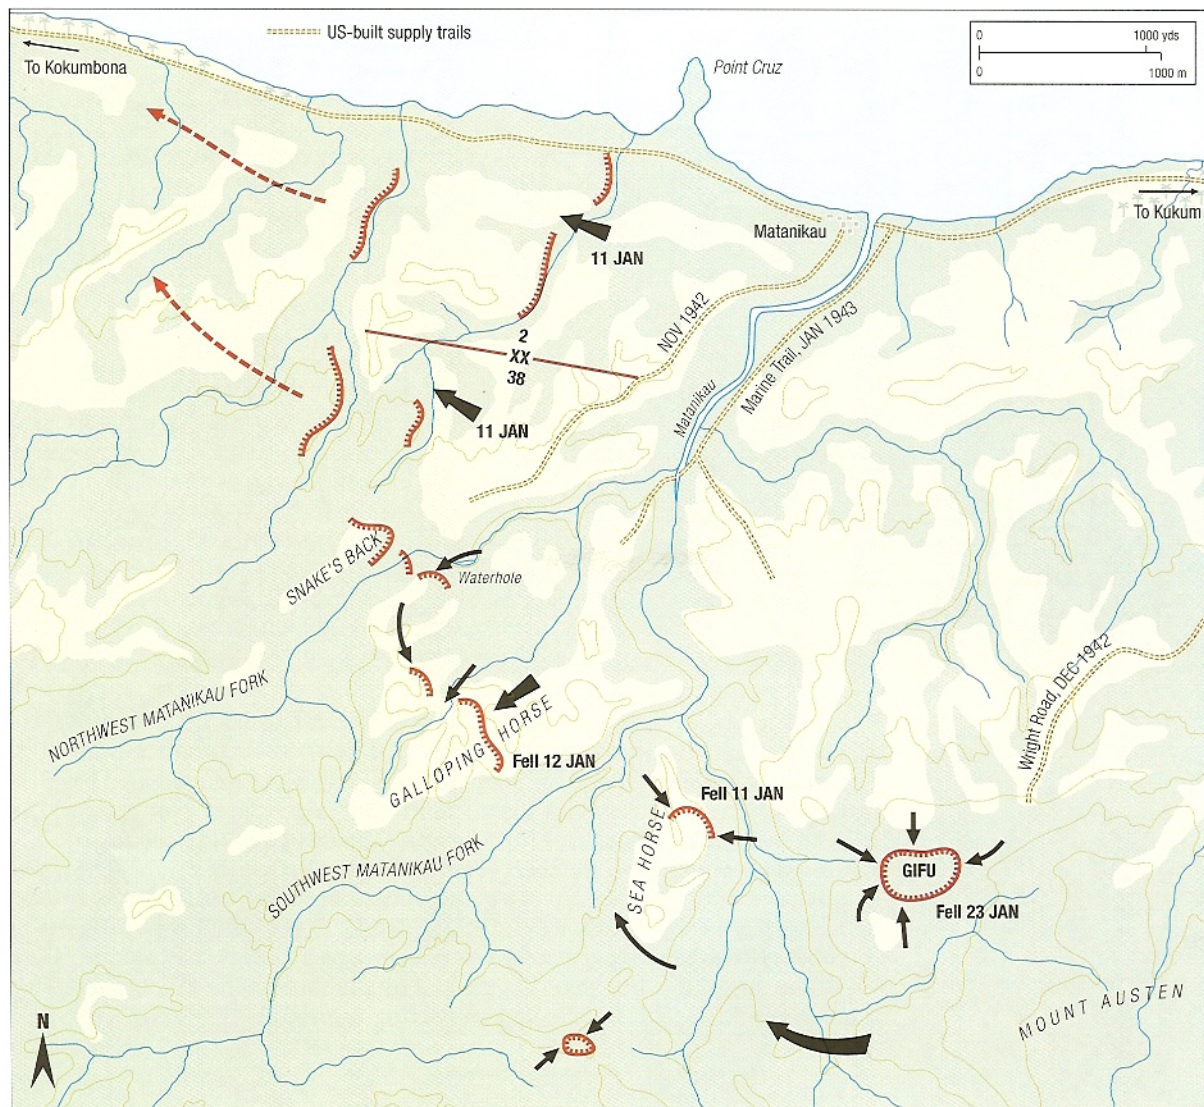 US-built supply trails
0 1000 yds
0 1000 m
To Kokumbona
Point Cruz
To Kukum
Matanikau
11 JAN
NOV 1942
2
XX
38
Marine Trail, JAN 1943
Matanikau
11 JAN
SNAKE'S BACK
Waterhole
NORTHWEST MATANIKAU FORK
Wright Road, DEC 1942
GALLOPING HORSE
Fell 12 JAN
Fell 11 JAN
SEA HORSE
SOUTHWEST MATANIKAU FORK
GIFU
Fell 23 JAN
MOUNT AUSTEN
N